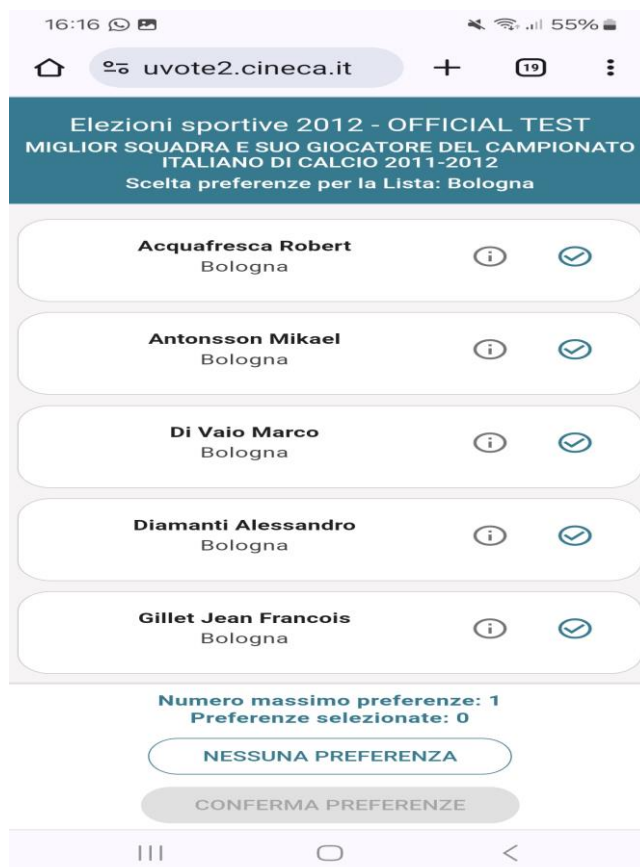 16:16
55%
uvote2.cineca.it
19
Elezioni sportive 2012 - OFFICIAL TEST
MIGLIOR SQUADRA E SUO GIOCATORE DEL CAMPIONATO
ITALIANO DI CALCIO 2011-2012
Scelta preferenze per la Lista: Bologna
Acquafresca Robert
Bologna
Antonsson Mikael
Bologna
Di Vaio Marco
Bologna
Diamanti Alessandro
Bologna
Gillet Jean Francois
Bologna
Numero massimo preferenze: 1
Preferenze selezionate: 0
NESSUNA PREFERENZA
CONFERMA PREFERENZE